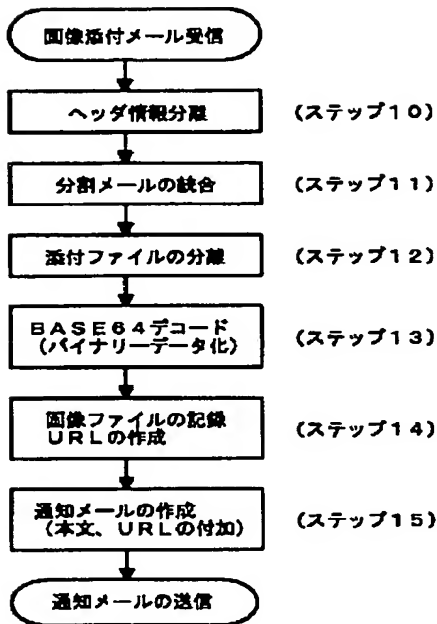 画像添付メール受信
ヘッダ情報分離
(ステップ10)
分割メールの統合
(ステップ11)
添付ファイルの分離
(ステップ12)
BASE64デコード
(バイナリーデータ化)
(ステップ13)
画像ファイルの記録
URLの作成
(ステップ14)
通知メールの作成
(本文、URLの付加)
(ステップ15)
通知メールの送信